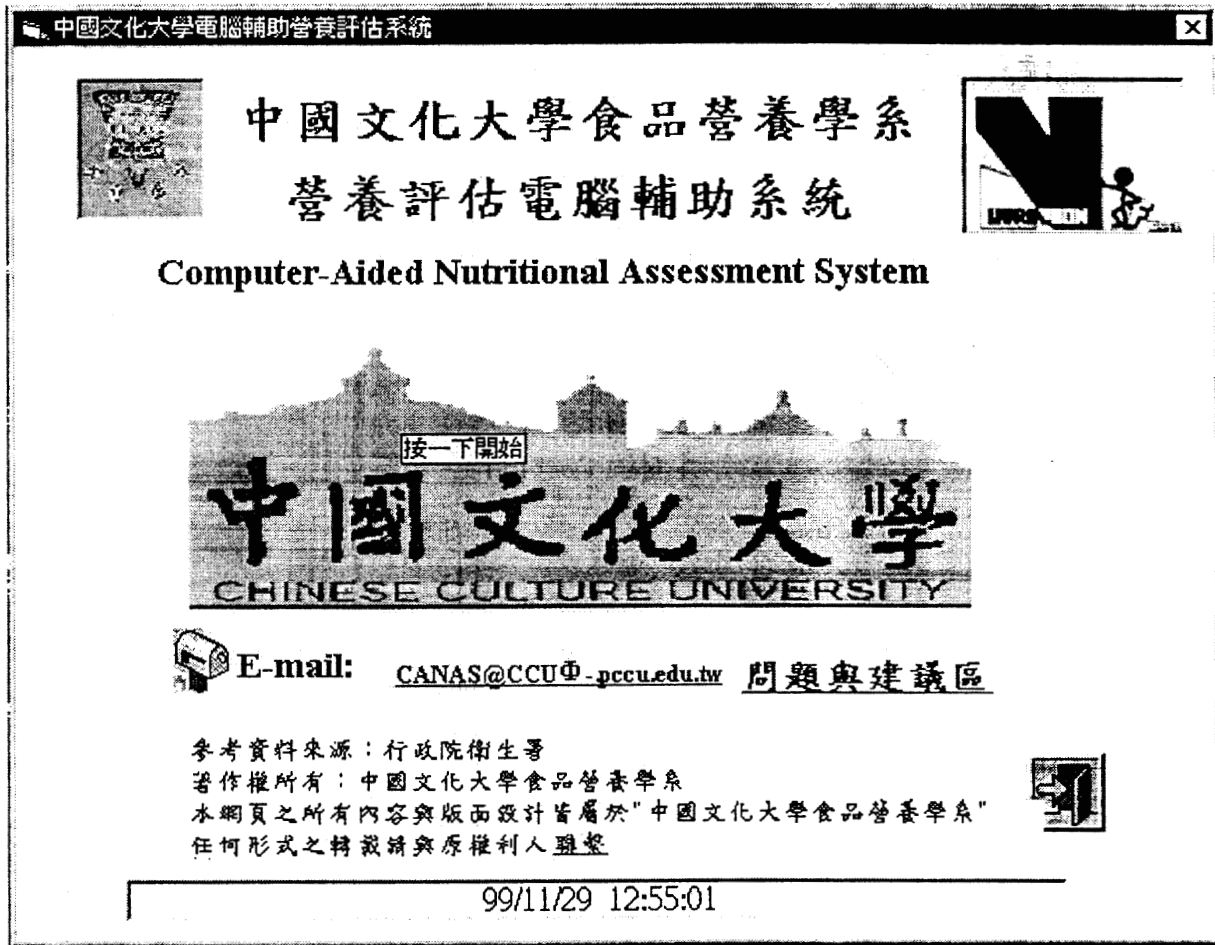 中國文化大學電腦輔助營養評估系統
中國文化大學食品營養學系
營養評估電腦輔助系統
Computer-Aided Nutritional Assessment System
按一下開始
中國文化大學
CHINESE CULTURE UNIVERSITY
E-mail: CANAS@CCUΦ-pccu.edu.tw 問題與建議區
參考資料來源：行政院衛生署
著作權所有：中國文化大學食品營養學系
本網頁之所有內容與版面設計皆屬於"中國文化大學食品營養學系"
任何形式之轉載請與原權利人聯繫
99/11/29 12:55:01